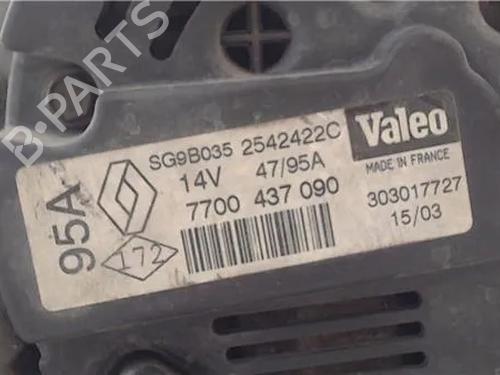 B-PARTS
SG9B035 2542422C
14V 47/95A
7700 437 090
95A
172
Valeo
MADE IN FRANCE
303017727
15/03